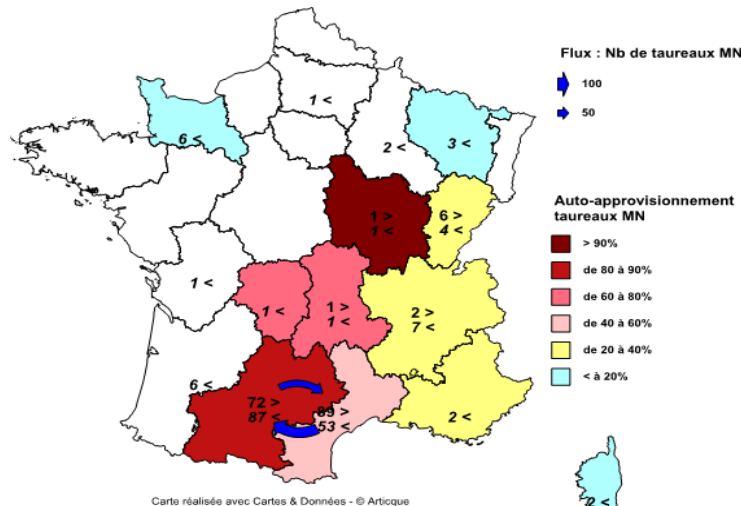 Flux : Nb de taureaux MN
100
50
1 <
6 <
2 <
3 <
Auto-approvisionnement
taureaux MN
> 90%
de 80 à 90%
de 60 à 80%
de 40 à 60%
de 20 à 40%
< à 20%
1 >
1 <
6 >
4 <
1 <
1 <
1 >
1 <
2 >
7 <
6 <
72 >
87 <
89 >
53 <
2 <
2 <
Carte réalisée avec Cartes & Données - © Articque